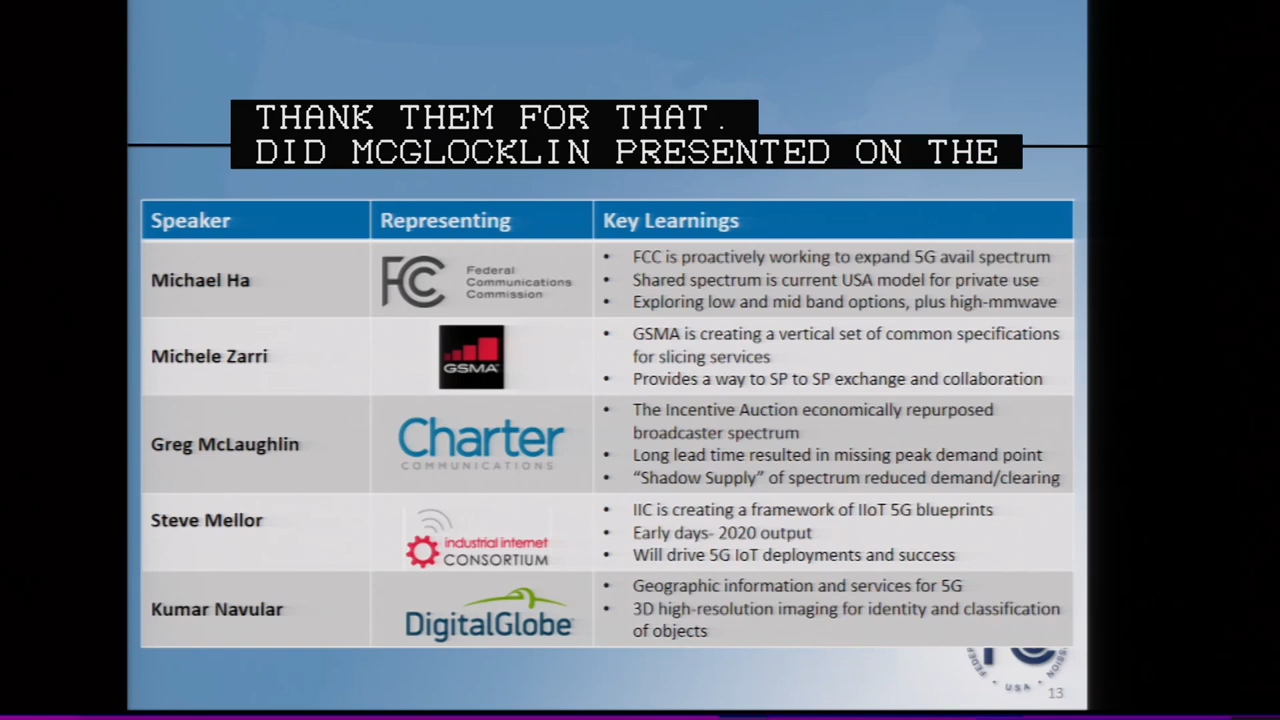 THANK THEM FOR THAT.
DID MCGLOCKLIN PRESENTED ON THE
Speaker
Representing
Key Learnings
Michael Ha
FCC
Federal
Communications
Commission
• FCC is proactively working to expand 5G avail spectrum
• Shared spectrum is current USA model for private use
• Exploring low and mid band options, plus high-mmwave
Michele Zarri
GSMA
• GSMA is creating a vertical set of common specifications
for slicing services
• Provides a way to SP to SP exchange and collaboration
Greg McLaughlin
Charter
COMMUNICATIONS
• The Incentive Auction economically repurposed
broadcaster spectrum
• Long lead time resulted in missing peak demand point
• “Shadow Supply” of spectrum reduced demand/clearing
Steve Mellor
industrial internet
CONSORTIUM
• IIC is creating a framework of IIoT 5G blueprints
• Early days- 2020 output
• Will drive 5G IoT deployments and success
Kumar Navular
DigitalGlobe
• Geographic information and services for 5G
• 3D high-resolution imaging for identity and classification
of objects
• USA •
13